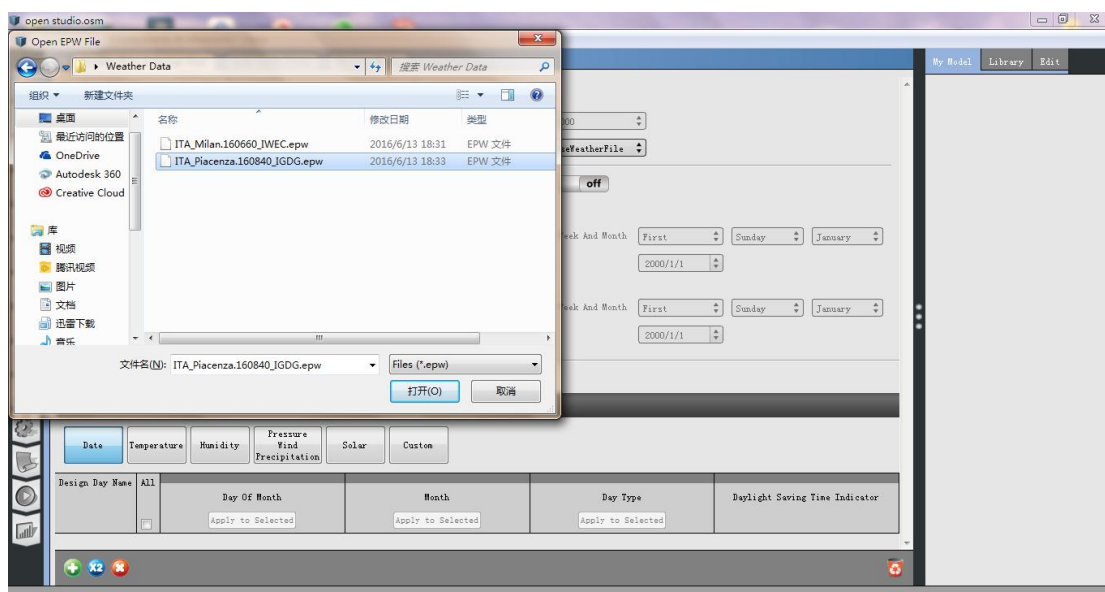 open studio.osm
Open EPW File
Weather Data
搜索 Weather Data
组织
新建文件夹
桌面
最近访问的位置
OneDrive
Autodesk 360
Creative Cloud
库
视频
腾讯视频
图片
文档
迅雷下载
音乐
名称
修改日期
类型
ITA_Milan.160660_IWEC.epw 2016/6/13 18:31 EPW 文件
ITA_Piacenza.160840_IGDG.epw 2016/6/13 18:33 EPW 文件
文件名(N): ITA_Piacenza.160840_IGDG.epw
Files (*.epw)
打开(O)
取消
My Model Library Edit
off
And Month First Sunday January
2000/1/1
And Month First Sunday January
2000/1/1
Date
Temperature
Humidity
Pressure
Wind
Precipitation
Solar
Custom
Design Day Name All
Day Of Month
Month
Day Type
Daylight Saving Time Indicator
Apply to Selected
Apply to Selected
Apply to Selected
X2